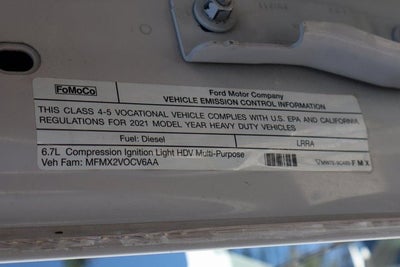 FoMoCo
Ford Motor Company
VEHICLE EMISSION CONTROL INFORMATION
THIS CLASS 4-5 VOCATIONAL VEHICLE COMPLIES WITH U.S. EPA AND CALIFORNIA
REGULATIONS FOR 2021 MODEL YEAR HEAVY DUTY VEHICLES
Fuel: Diesel LRRA
6.7L Compression Ignition Light HDV Multi-Purpose
Veh Fam: MFMX2VOCV6AA FMX